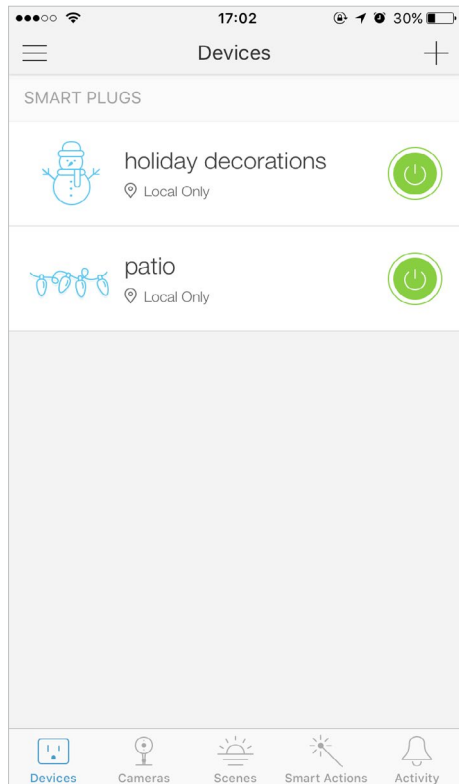 17:02 30%
Devices
SMART PLUGS
holiday decorations
Local Only
patio
Local Only
Devices Cameras Scenes Smart Actions Activity